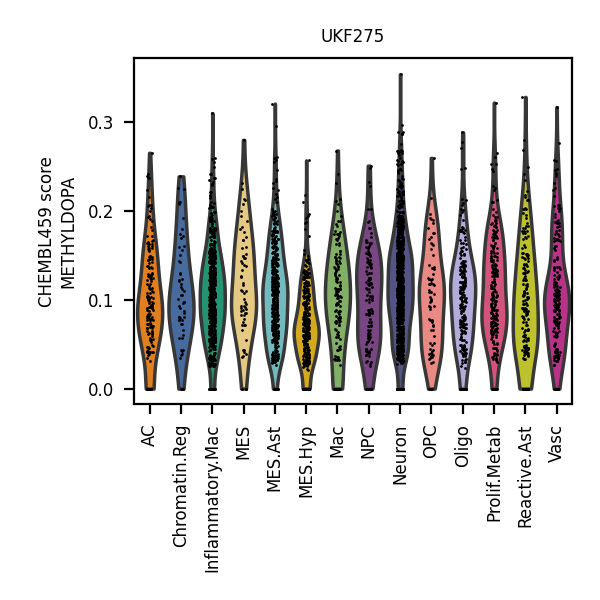 UKF275
CHEMBL459 score
METHYLDOPA
0.3
0.2
0.1
0.0
AC
Chromatin.Reg
Inflammatory.Mac
MES
MES.Ast
MES.Hyp
Mac
NPC
Neuron
OPC
Oligo
Prolif.Metab
Reactive.Ast
Vasc